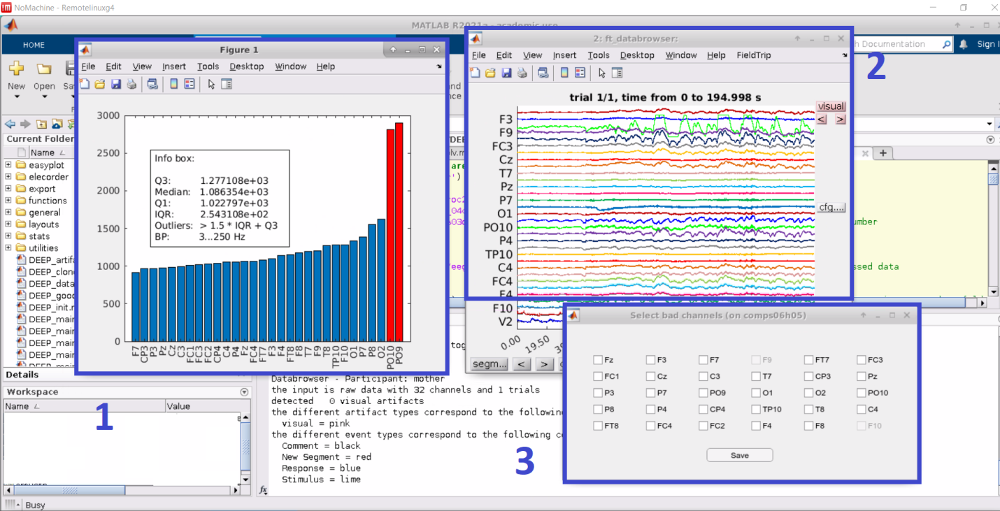 NoMachine - Remotelinuxg4
MATLAB R2021a - academic use
HOME
h Documentation
Sign I
New
Open
Sa
Current Folder
Name
easyplot
elecorder
export
functions
general
layouts
stats
utilities
DEEP_artifa
DEEP_clone
DEEP_data
DEEP_good
DEEP_init.m
DEEP_main
DEEP_main
DEEP_main
DEEP_main
DEEP_main
Details
Workspace
Name
Value
1
Busy
Figure 1
File Edit View Insert Tools Desktop Window Help
3000
2500
2000
1500
1000
500
0
Info box:
Q3: 1.277108e+03
Median: 1.086354e+03
Q1: 1.022797e+03
IQR: 2.543108e+02
Outliers: > 1.5 * IQR + Q3
BP: 3...250 Hz
F7 CP3 P3 Pz Cz C3 FC1 FC3 FC2 CP4 C4 P4 Fz FC4 FT7 F3 F4 FT8 F8 T7 F9 T8 TP10 F10 O1 P7 P8 O2 PO10 PO9
2: ft_databrowser:
File Edit View Insert Tools Desktop Window Help FieldTrip
2
trial 1/1, time from 0 to 194.998 s
visual
< >
cfg....
F3
F9
FC3
Cz
T7
Pz
P7
O1
PO10
P4
TP10
C4
FC4
F4
F10
V2
0.00 19.50
segm... < >
umber
ssed data
Databrowser - Participant: mother
the input is raw data with 32 channels and 1 trials
detected 0 visual artifacts
the different artifact types correspond to the following
visual = pink
the different event types correspond to the following co
Comment = black
New Segment = red
Response = blue
Stimulus = lime
fx
3
Select bad channels (on comps06h05)
Fz F3 F7 F9 FT7 FC3
FC1 Cz C3 T7 CP3 Pz
P3 P7 PO9 O1 O2 PO10
P8 P4 CP4 TP10 T8 C4
FT8 FC4 FC2 F4 F8 F10
Save